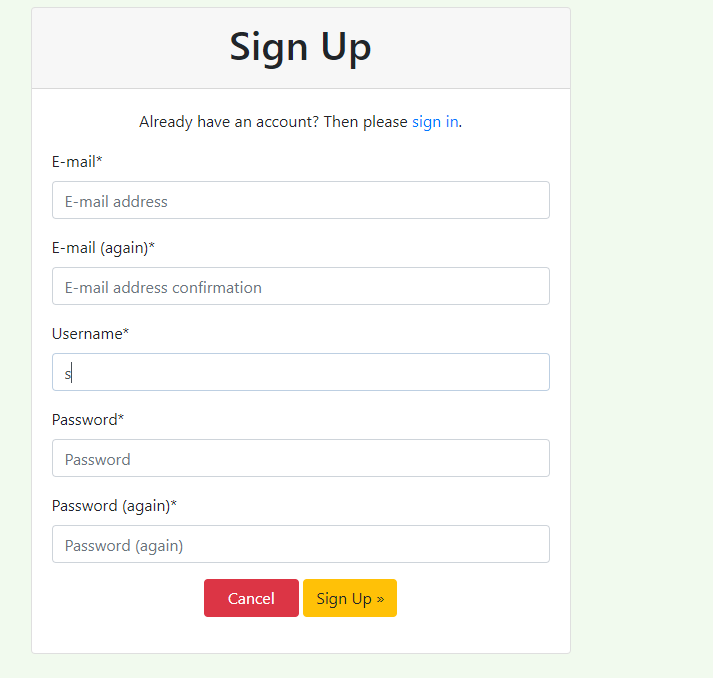 Sign Up
Already have an account? Then please sign in.
E-mail*
E-mail address
E-mail (again)*
E-mail address confirmation
Username*
s
Password*
Password
Password (again)*
Password (again)
Cancel Sign Up »